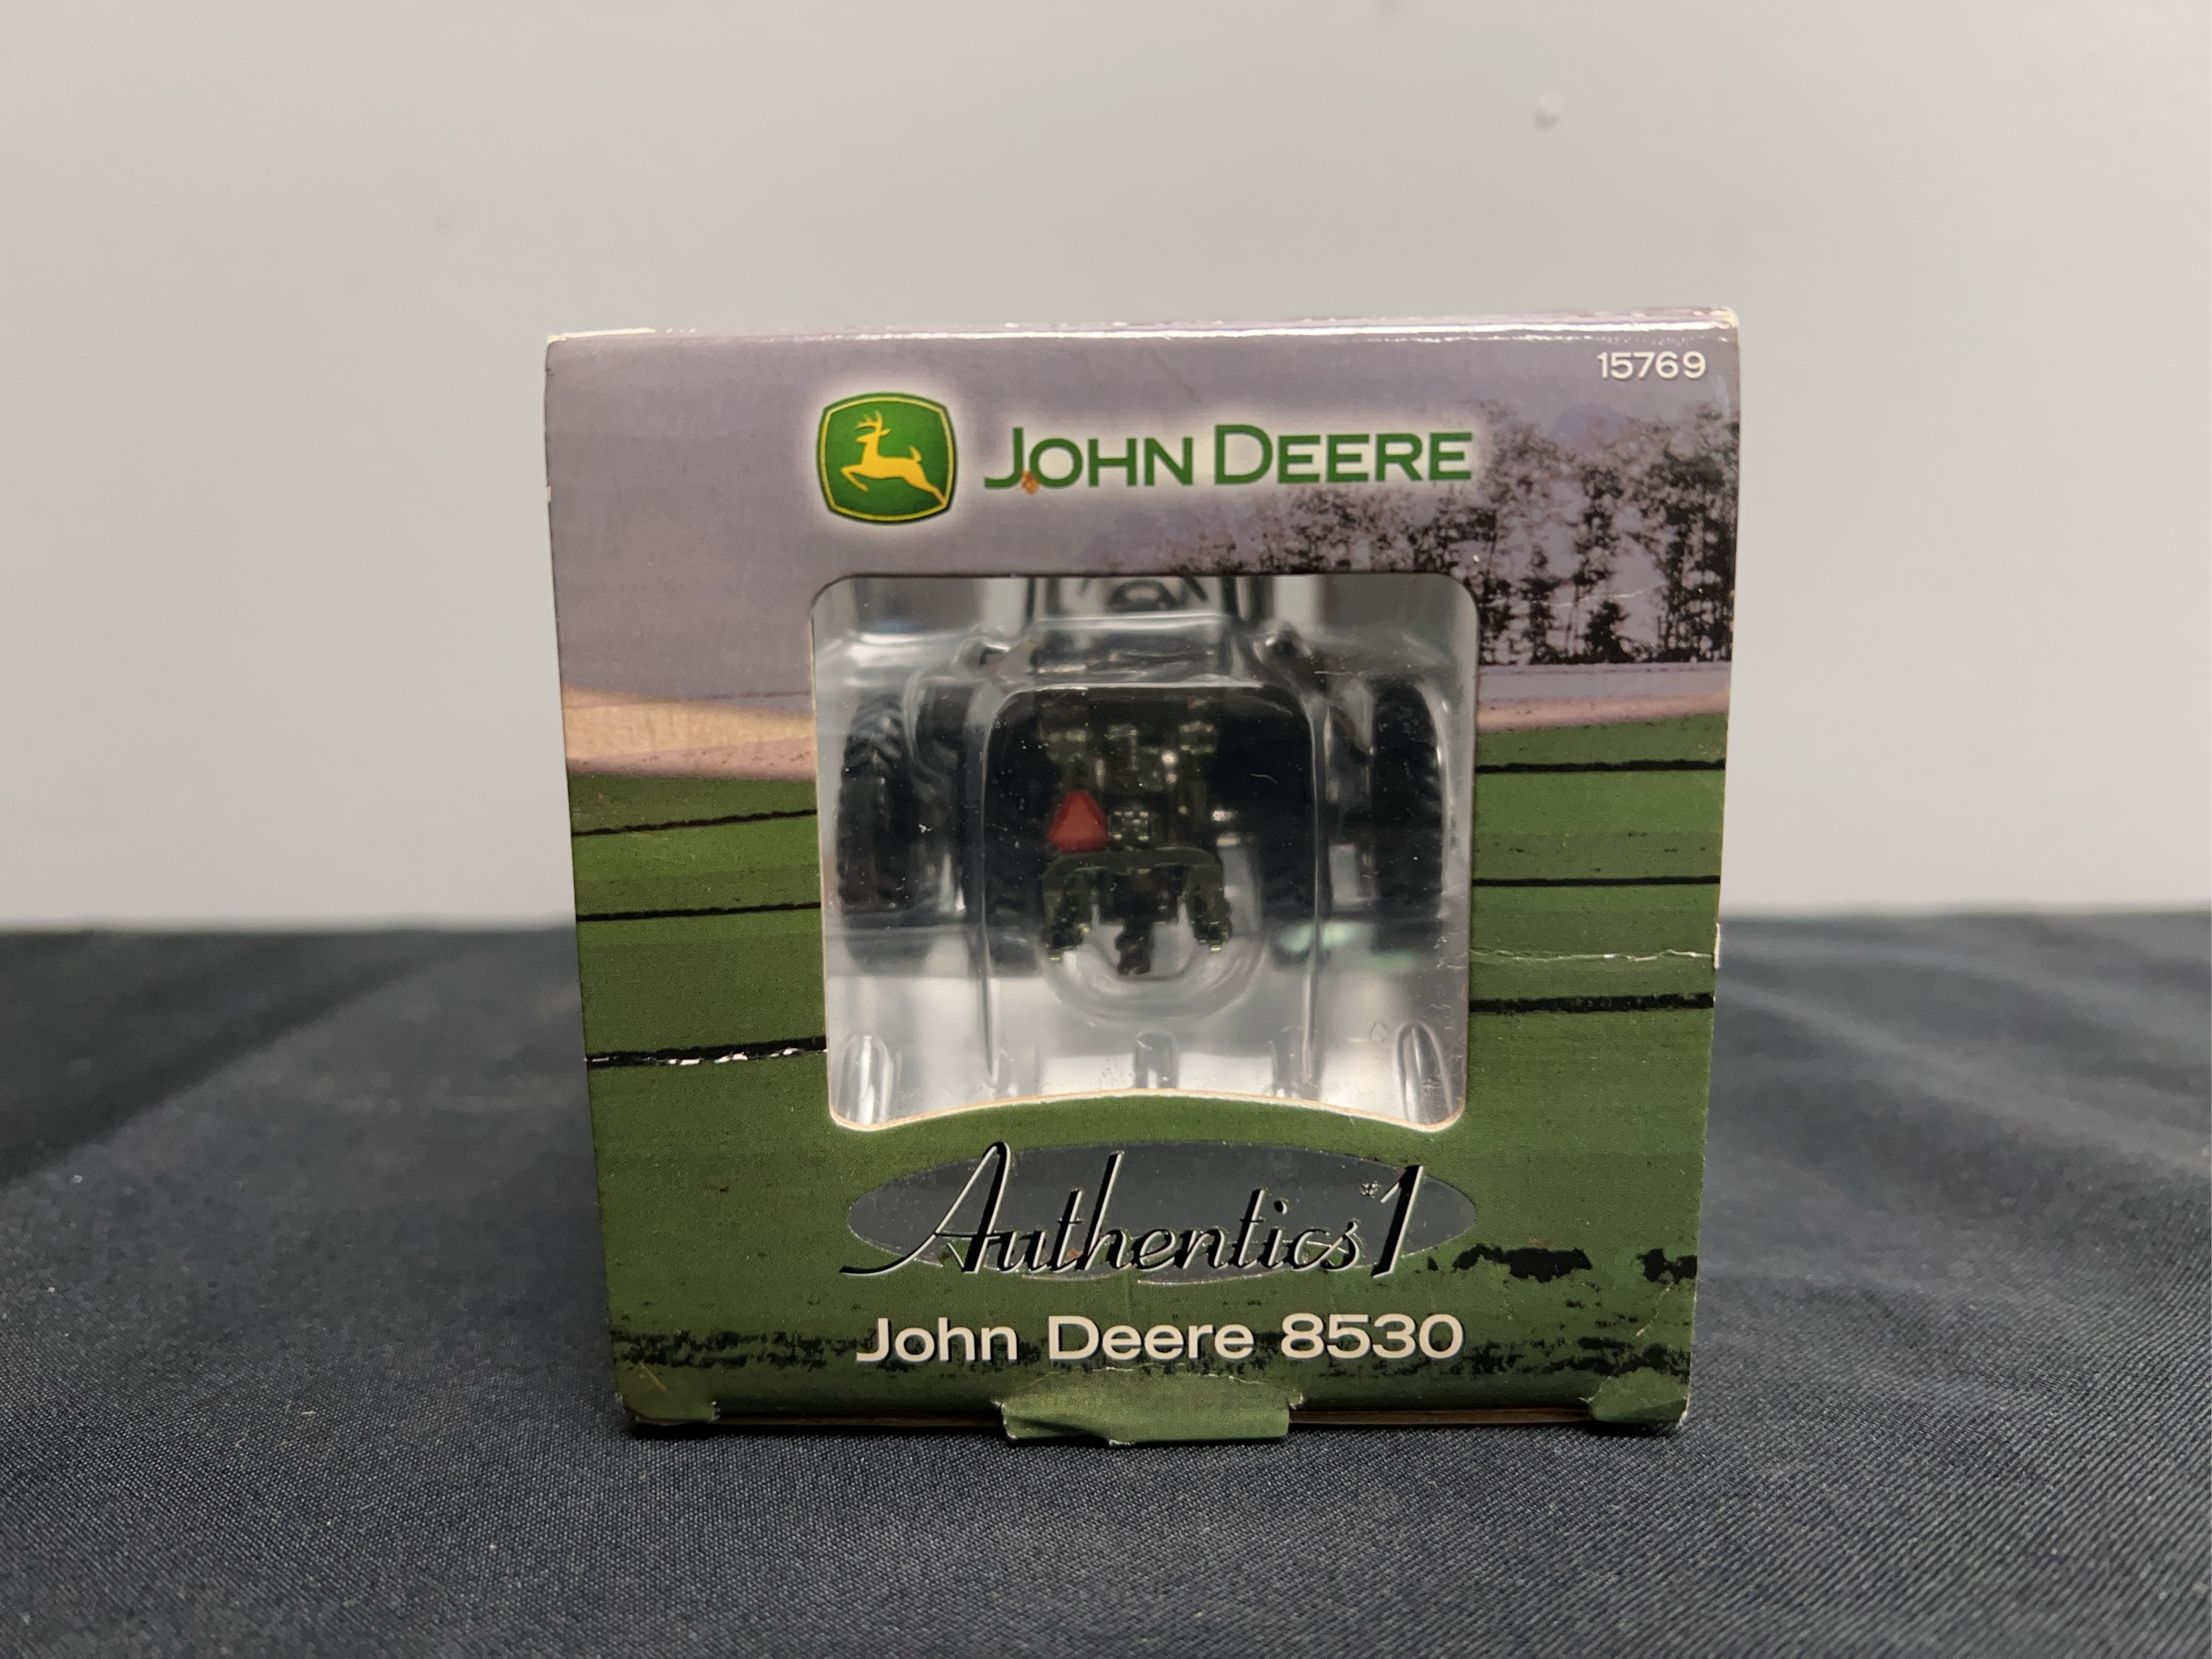 15769
JOHN DEERE
Authentics #1
John Deere 8530